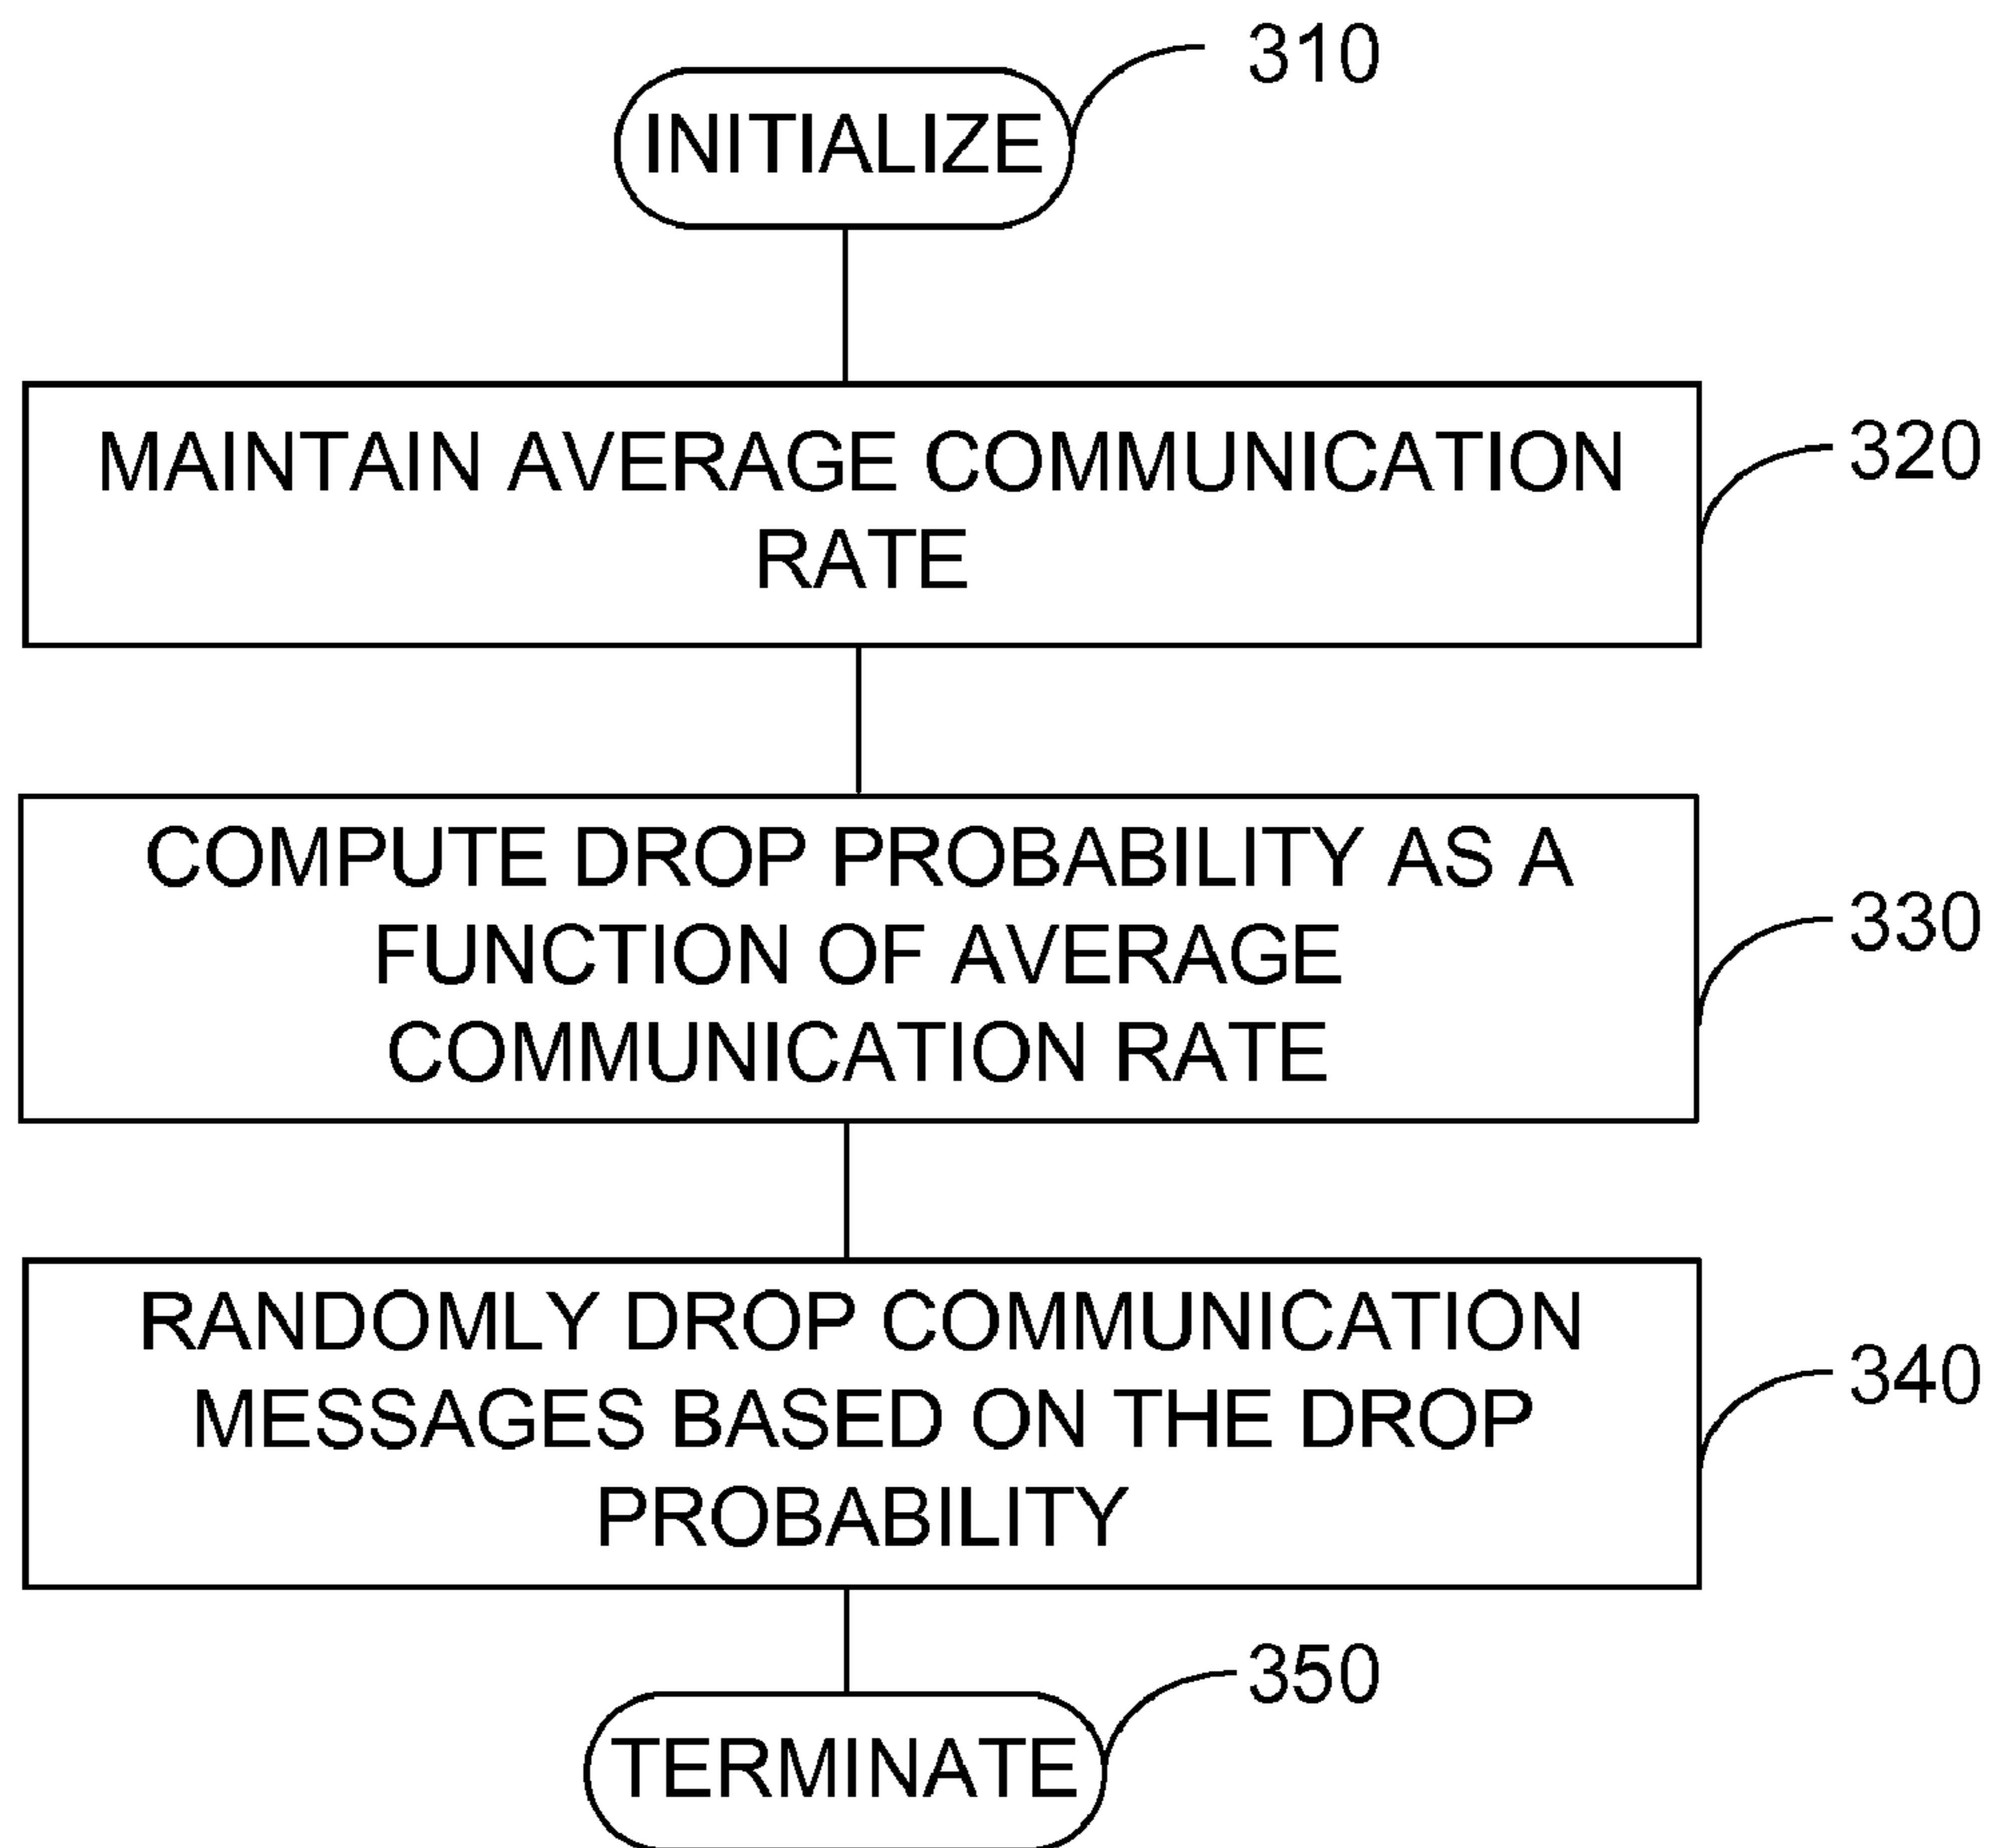 310
INITIALIZE
MAINTAIN AVERAGE COMMUNICATION
RATE
320
COMPUTE DROP PROBABILITY AS A
FUNCTION OF AVERAGE
COMMUNICATION RATE
330
RANDOMLY DROP COMMUNICATION
MESSAGES BASED ON THE DROP
PROBABILITY
340
350
TERMINATE